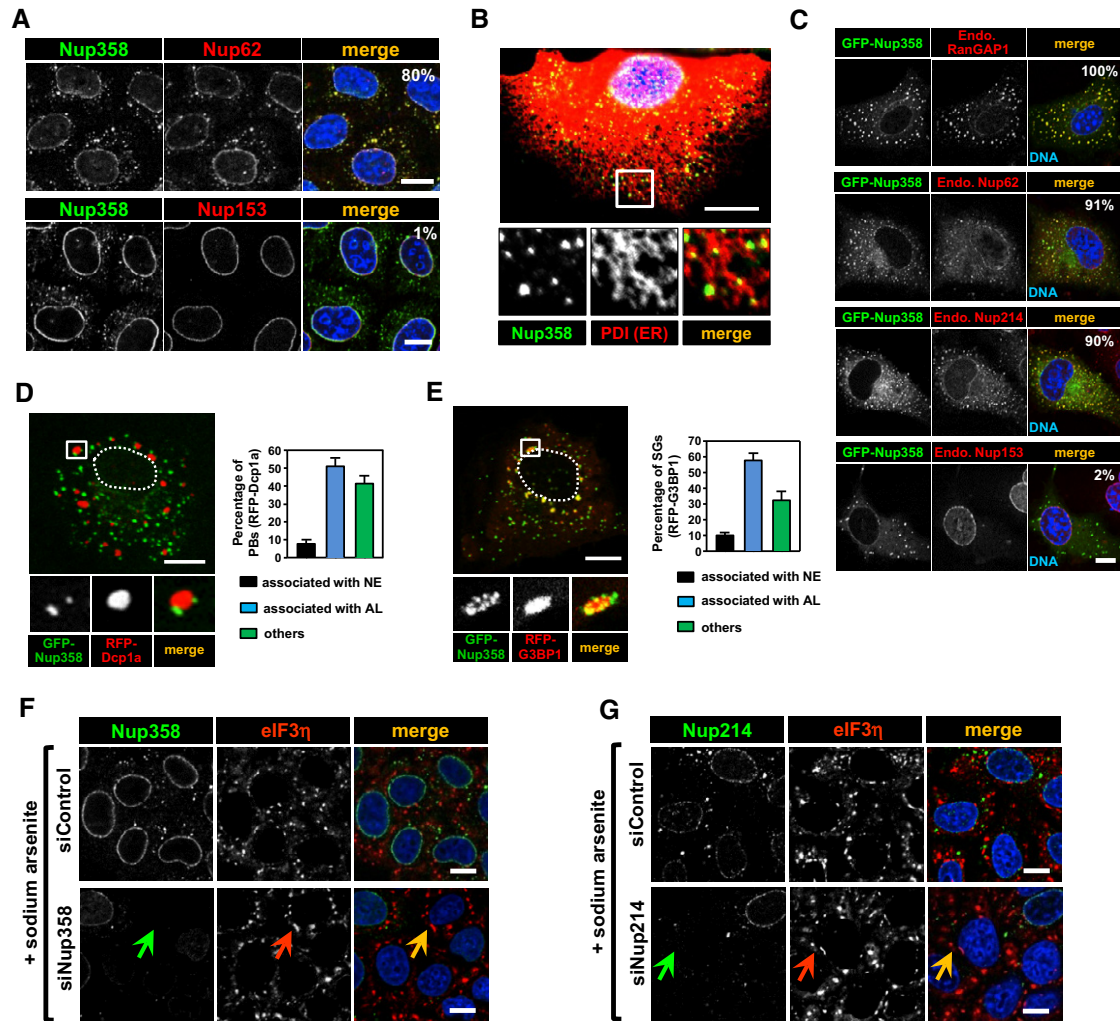 A
Nup358 Nup62 merge
80%
Nup358 Nup153 merge
1%
B
Nup358 PDI (ER) merge
C
GFP-Nup358 Endo. RanGAP1 merge
100%
DNA
GFP-Nup358 Endo. Nup62 merge
91%
DNA
GFP-Nup358 Endo. Nup214 merge
90%
DNA
GFP-Nup358 Endo. Nup153 merge
2%
DNA
D
GFP-Nup358 RFP-Dcp1a merge
Percentage of PBs (RFP-Dcp1a)
60
50
40
30
20
10
0
associated with NE
associated with AL
others
E
GFP-Nup358 RFP-G3BP1 merge
Percentage of SGs (RFP-G3BP1)
70
60
50
40
30
20
10
0
associated with NE
associated with AL
others
F
Nup358 eIF3η merge
+ sodium arsenite
siControl
siNup358
G
Nup214 eIF3η merge
+ sodium arsenite
siControl
siNup214